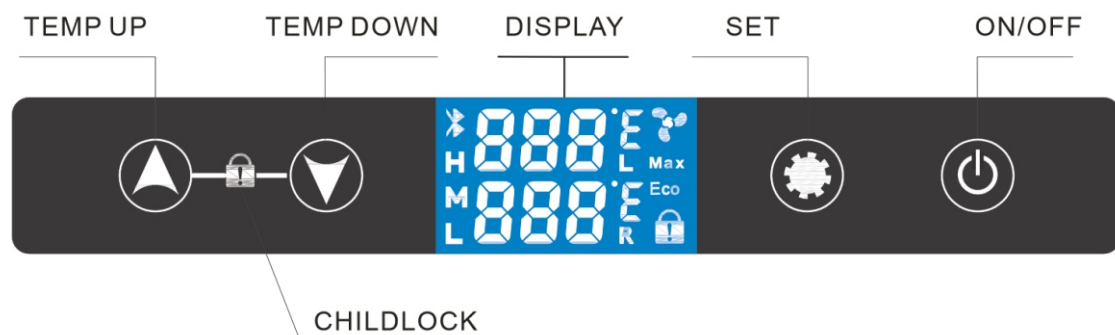 TEMP UP
TEMP DOWN
DISPLAY
SET
ON/OFF
888°E
H
L
Max
M
888°E
Eco
L
R
CHILDLOCK